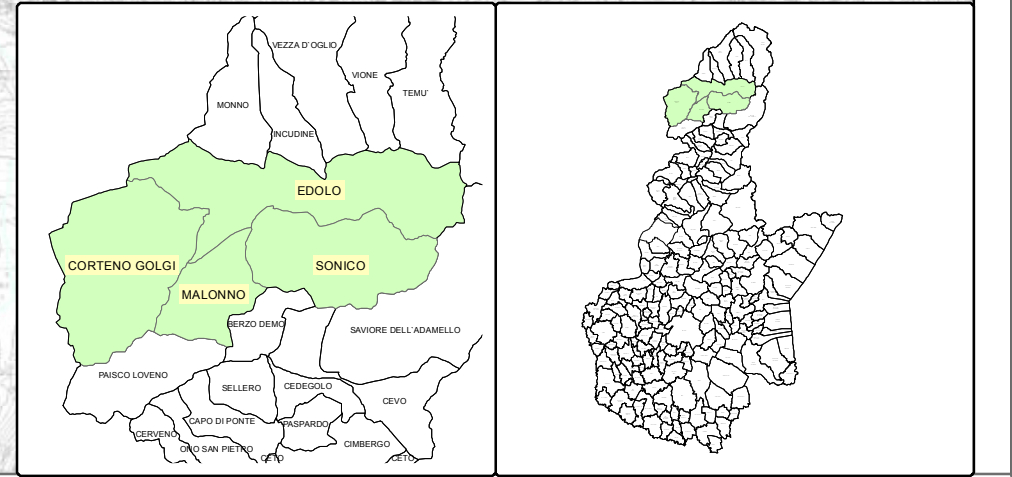 VEZZA D`OGLIO
VIONE
TEMU`
MONNO
INCUDINE
EDOLO
CORTENO GOLGI
SONICO
MALONNO
BERZO DEMO
SAVIORE DELL`ADAMELLO
PAISCO LOVENO
SELLERO
CEDEGOLO
CEVO
CAPO DI PONTE
PASPARDO
CERVENO
CIMBERGO
ONO SAN PIETRO
CETO
CETO